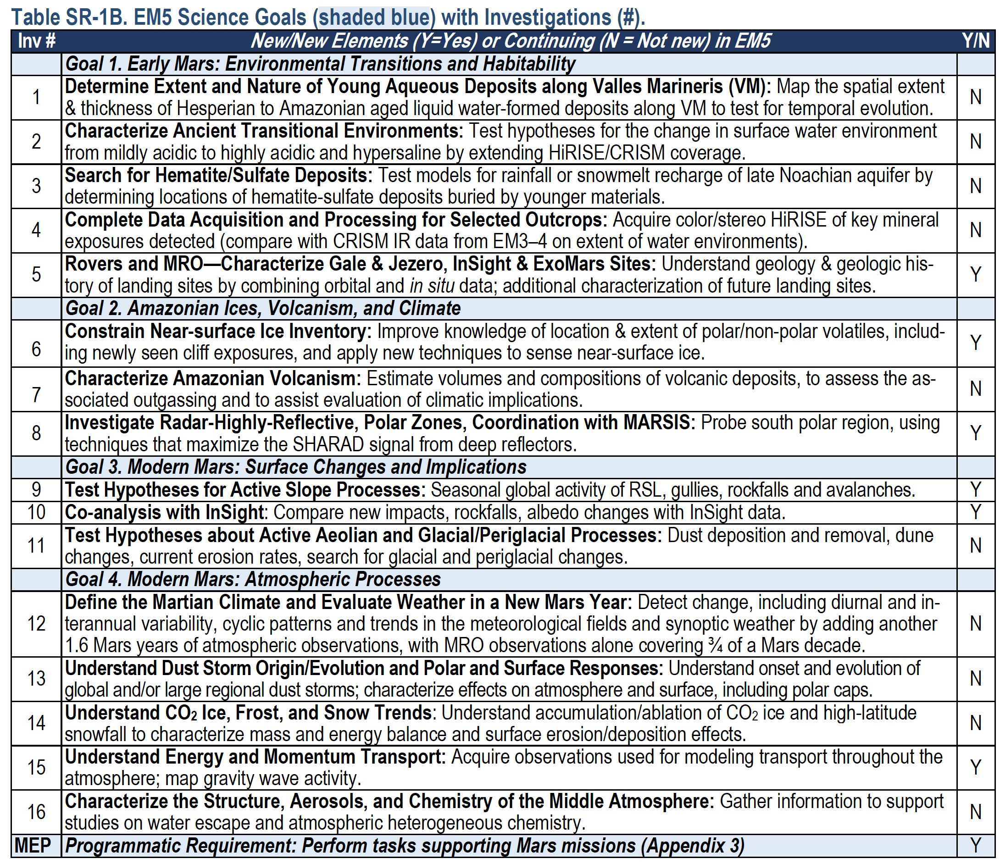 Table SR-1B. EM5 Science Goals (shaded blue) with Investigations (#).
Inv # New/New Elements (Y=Yes) or Continuing (N = Not new) in EM5 Y/N
Goal 1. Early Mars: Environmental Transitions and Habitability
1 Determine Extent and Nature of Young Aqueous Deposits along Valles Marineris (VM): Map the spatial extent
& thickness of Hesperian to Amazonian aged liquid water-formed deposits along VM to test for temporal evolution. N
2 Characterize Ancient Transitional Environments: Test hypotheses for the change in surface water environment
from mildly acidic to highly acidic and hypersaline by extending HiRISE/CRISM coverage. N
3 Search for Hematite/Sulfate Deposits: Test models for rainfall or snowmelt recharge of late Noachian aquifer by
determining locations of hematite-sulfate deposits buried by younger materials. N
4 Complete Data Acquisition and Processing for Selected Outcrops: Acquire color/stereo HiRISE of key mineral
exposures detected (compare with CRISM IR data from EM3–4 on extent of water environments). N
5 Rovers and MRO—Characterize Gale & Jezero, InSight & ExoMars Sites: Understand geology & geologic his-
tory of landing sites by combining orbital and in situ data; additional characterization of future landing sites. Y
Goal 2. Amazonian Ices, Volcanism, and Climate
6 Constrain Near-surface Ice Inventory: Improve knowledge of location & extent of polar/non-polar volatiles, includ-
ing newly seen cliff exposures, and apply new techniques to sense near-surface ice. Y
7 Characterize Amazonian Volcanism: Estimate volumes and compositions of volcanic deposits, to assess the as-
sociated outgassing and to assist evaluation of climatic implications. N
8 Investigate Radar-Highly-Reflective, Polar Zones, Coordination with MARSIS: Probe south polar region, using
techniques that maximize the SHARAD signal from deep reflectors. Y
Goal 3. Modern Mars: Surface Changes and Implications
9 Test Hypotheses for Active Slope Processes: Seasonal global activity of RSL, gullies, rockfalls and avalanches. Y
10 Co-analysis with InSight: Compare new impacts, rockfalls, albedo changes with InSight data. Y
11 Test Hypotheses about Active Aeolian and Glacial/Periglacial Processes: Dust deposition and removal, dune
changes, current erosion rates, search for glacial and periglacial changes. N
Goal 4. Modern Mars: Atmospheric Processes
12 Define the Martian Climate and Evaluate Weather in a New Mars Year: Detect change, including diurnal and in-
terannual variability, cyclic patterns and trends in the meteorological fields and synoptic weather by adding another
1.6 Mars years of atmospheric observations, with MRO observations alone covering ¾ of a Mars decade. N
13 Understand Dust Storm Origin/Evolution and Polar and Surface Responses: Understand onset and evolution of
global and/or large regional dust storms; characterize effects on atmosphere and surface, including polar caps. N
14 Understand CO₂ Ice, Frost, and Snow Trends: Understand accumulation/ablation of CO₂ ice and high-latitude
snowfall to characterize mass and energy balance and surface erosion/deposition effects. N
15 Understand Energy and Momentum Transport: Acquire observations used for modeling transport throughout the
atmosphere; map gravity wave activity. Y
16 Characterize the Structure, Aerosols, and Chemistry of the Middle Atmosphere: Gather information to support
studies on water escape and atmospheric heterogeneous chemistry. N
MEP Programmatic Requirement: Perform tasks supporting Mars missions (Appendix 3) Y